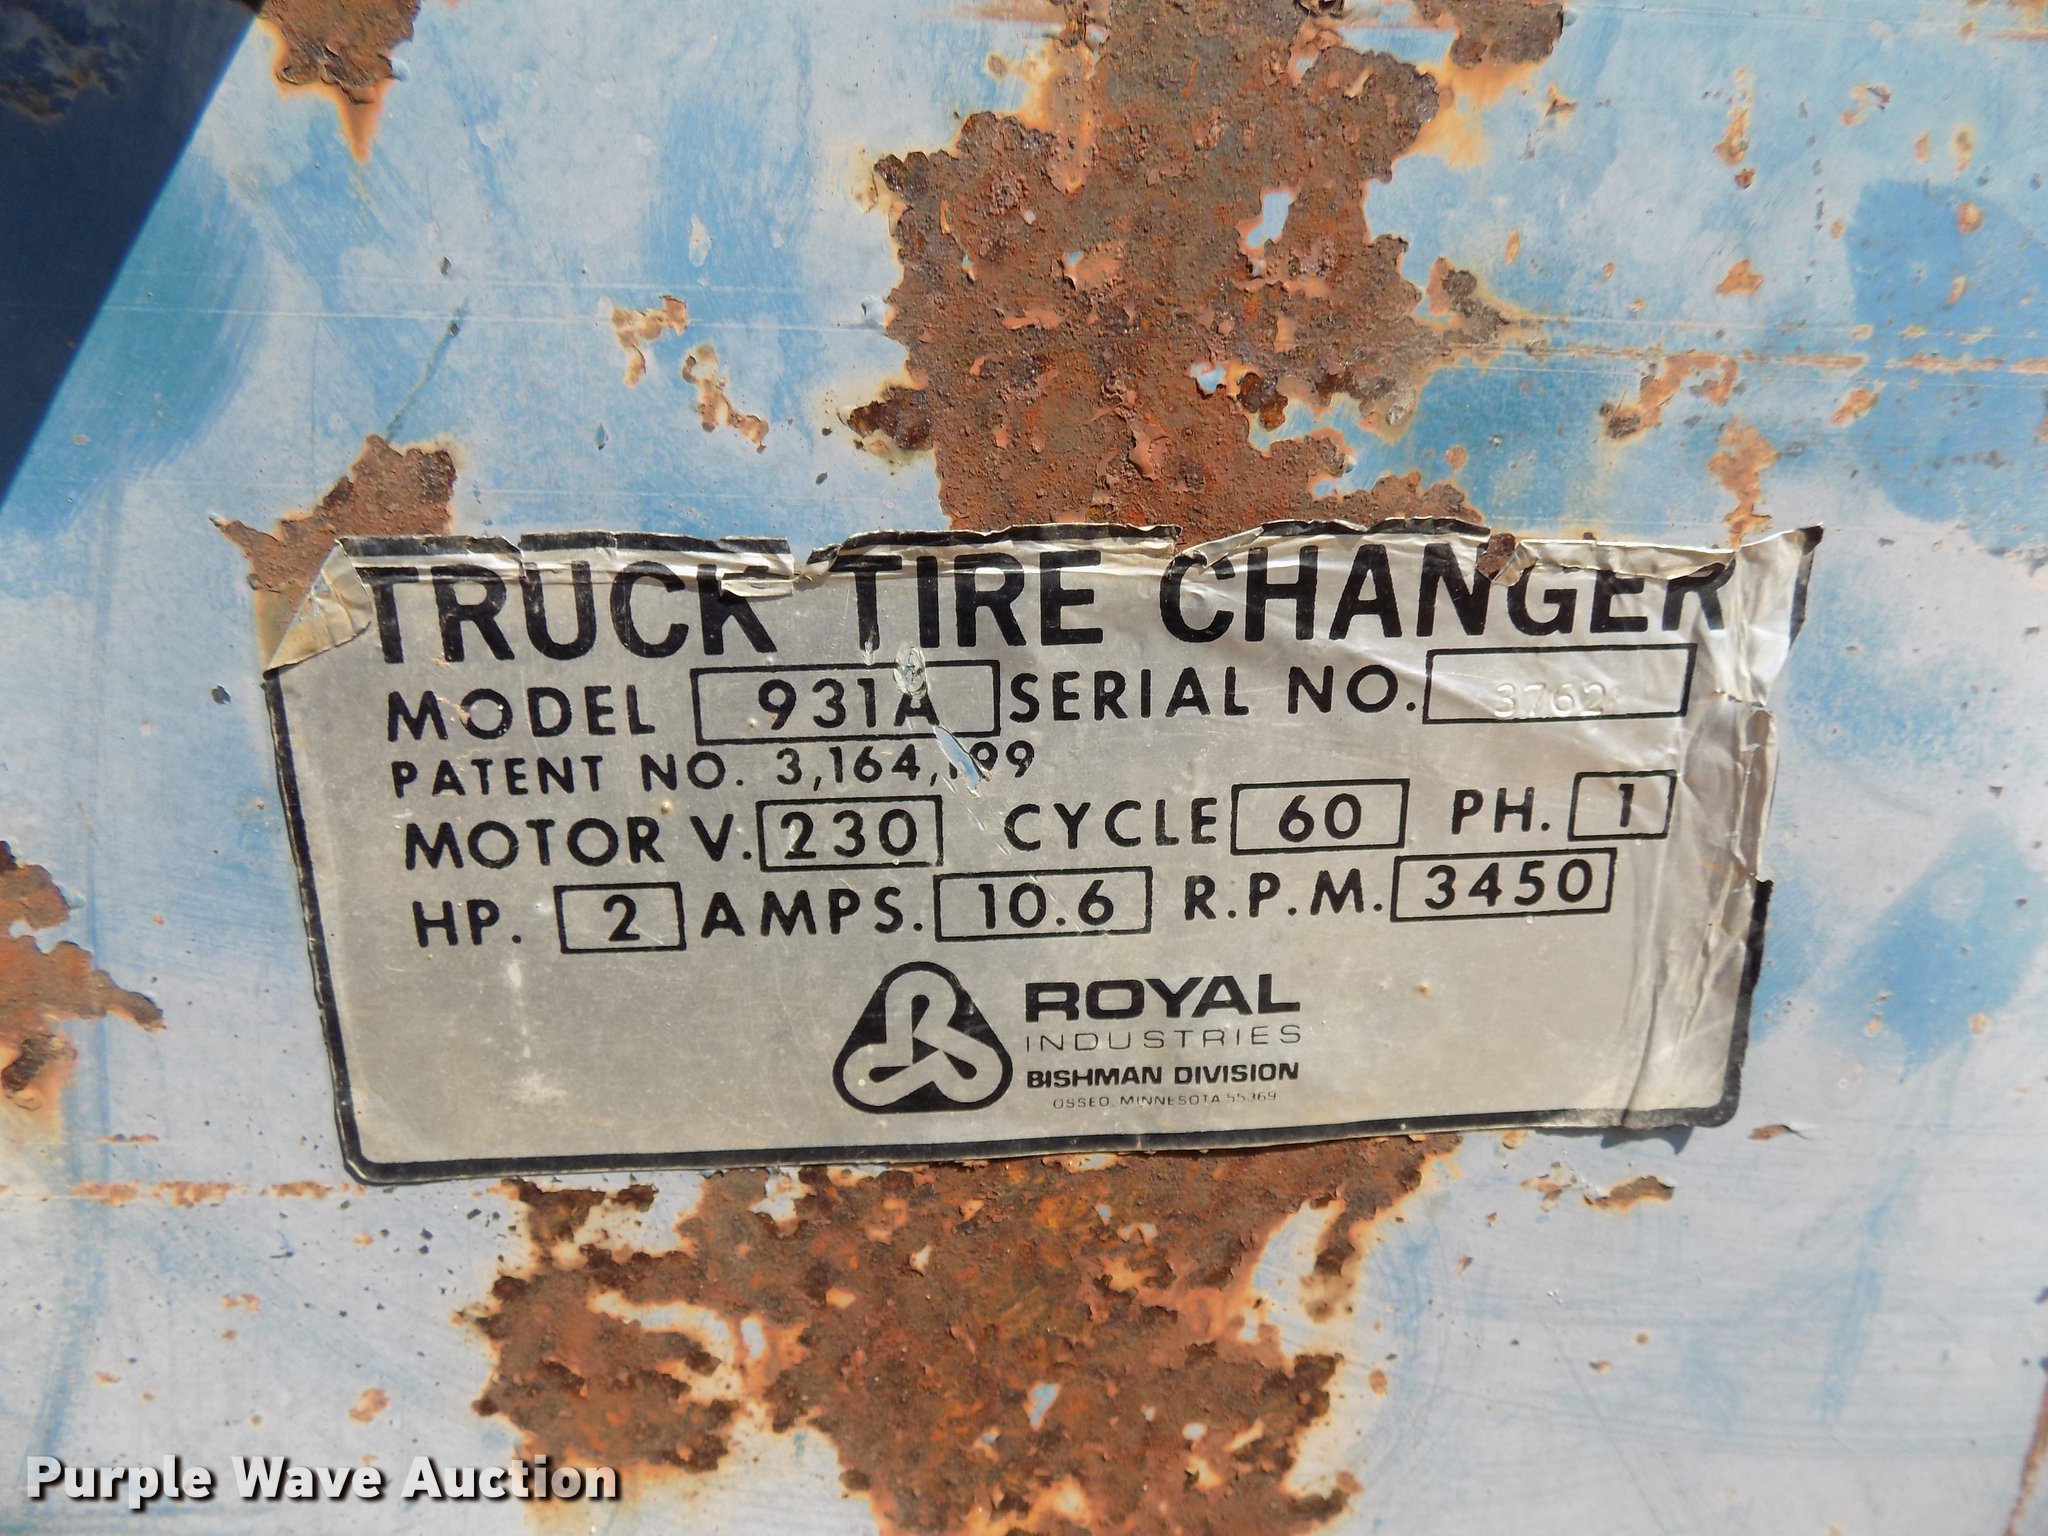 TRUCK TIRE CHANGER
MODEL 931A SERIAL NO. 3762
PATENT NO.
MOTOR V. 230 CYCLE 60 PH. 1
HP. 2 AMPS. 10.6 R.P.M. 3450
ROYAL
INDUSTRIES
BISHMAN DIVISION
OSSEO, MINNESOTA 55369
Purple Wave Auction